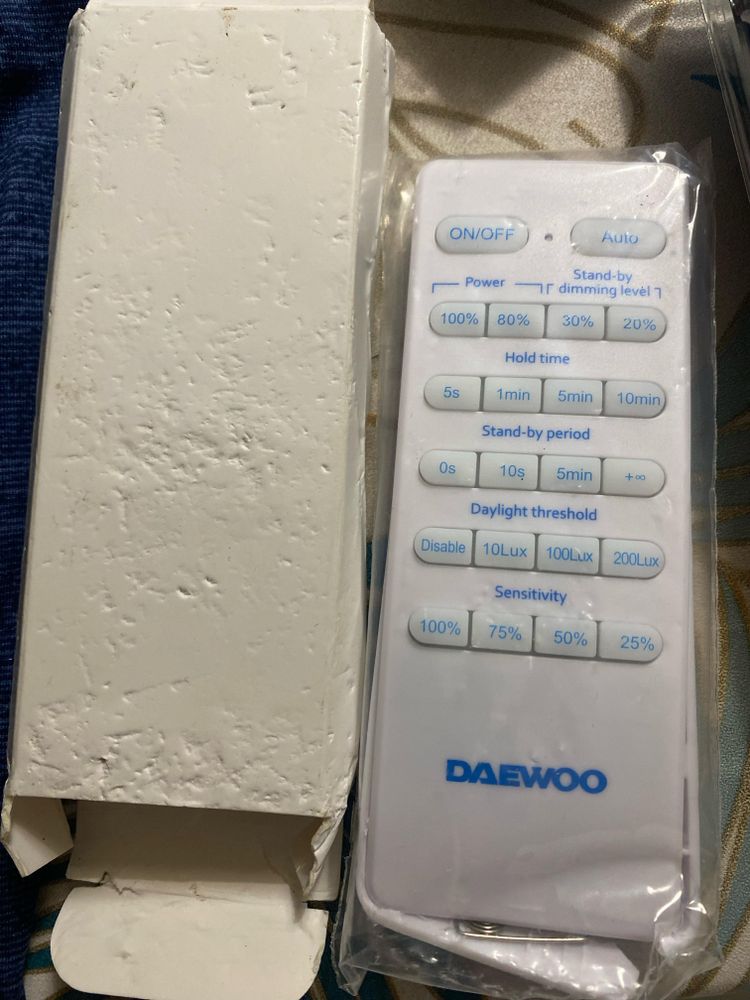 ON/OFF Auto
Power Stand-by
dimming level
100% 80% 30% 20%
Hold time
5s 1min 5min 10min
Stand-by period
0s 10s 5min +∞
Daylight threshold
Disable 10Lux 100Lux 200Lux
Sensitivity
100% 75% 50% 25%
DAEWOO